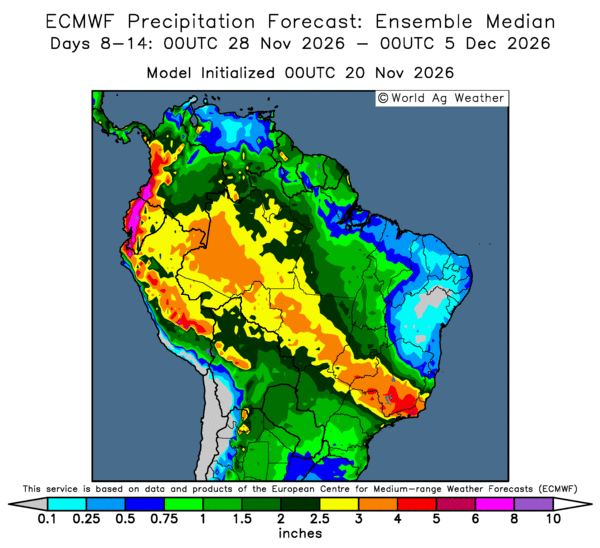 ECMWF Precipitation Forecast: Ensemble Median
Days 8−14: 00UTC 28 Nov 2026 − 00UTC 5 Dec 2026
Model Initialized 00UTC 20 Nov 2026
© World Ag Weather
This service is based on data and products of the European Centre for Medium-range Weather Forecasts (ECMWF)
0.1 0.25 0.5 0.75 1 1.5 2 2.5 3 4 5 6 8 10
inches